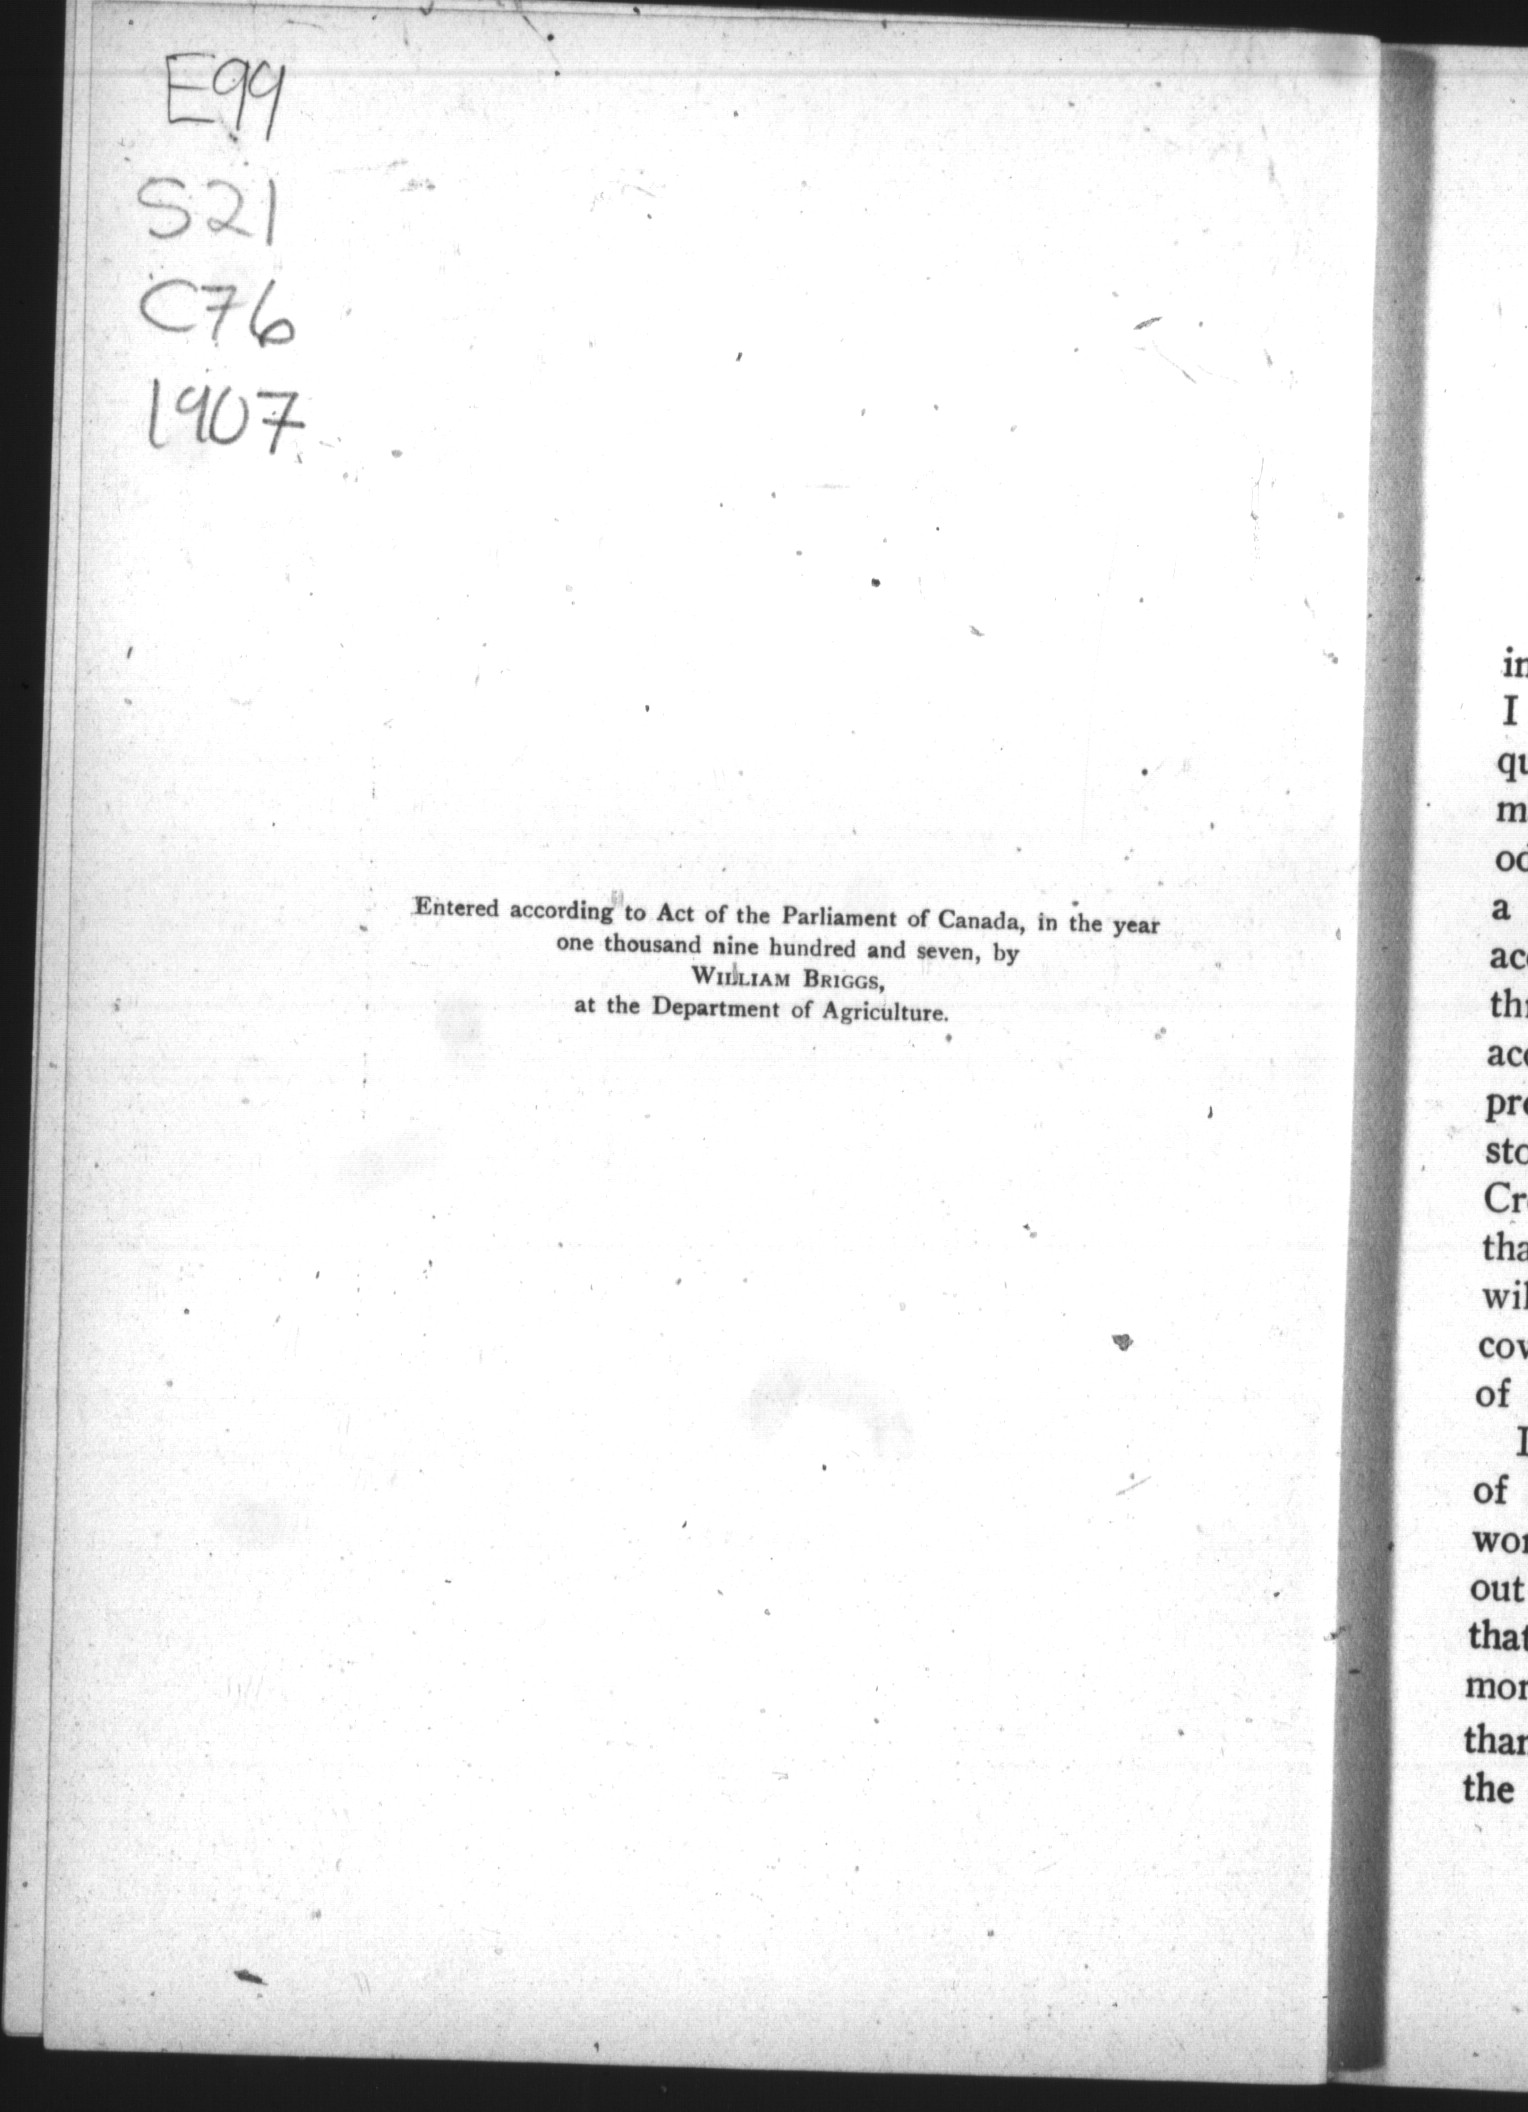 E99
S21
C76
1907
Entered according to Act of the Parliament of Canada, in the year
one thousand nine hundred and seven, by
WILLIAM BRIGGS,
at the Department of Agriculture.
I
a
of
of
out
that
the